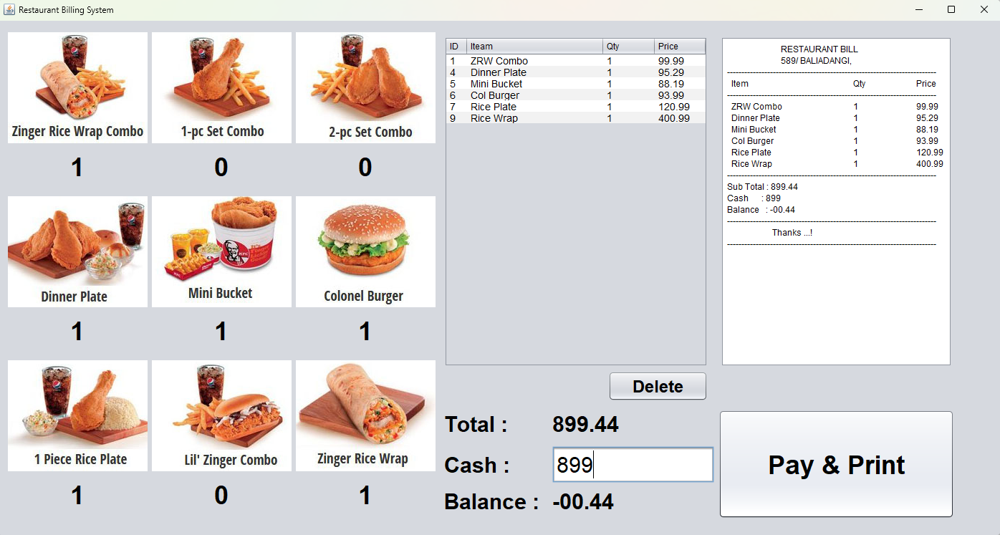 Restaurant Billing System
Zinger Rice Wrap Combo
1-pc Set Combo
2-pc Set Combo
1
0
0
Dinner Plate
KFC
KFC
Mini Bucket
Colonel Burger
1
1
1
1 Piece Rice Plate
Lil' Zinger Combo
Zinger Rice Wrap
1
0
1
ID Iteam Qty Price
1 ZRW Combo 1 99.99
4 Dinner Plate 1 95.29
5 Mini Bucket 1 88.19
6 Col Burger 1 93.99
7 Rice Plate 1 120.99
9 Rice Wrap 1 400.99
Delete
Total : 899.44
Cash : 899
Balance : -00.44
RESTAURANT BILL
589/ BALIADANGI,
Item Qty Price
ZRW Combo 1 99.99
Dinner Plate 1 95.29
Mini Bucket 1 88.19
Col Burger 1 93.99
Rice Plate 1 120.99
Rice Wrap 1 400.99
Sub Total : 899.44
Cash : 899
Balance : -00.44
Thanks ...!
Pay & Print